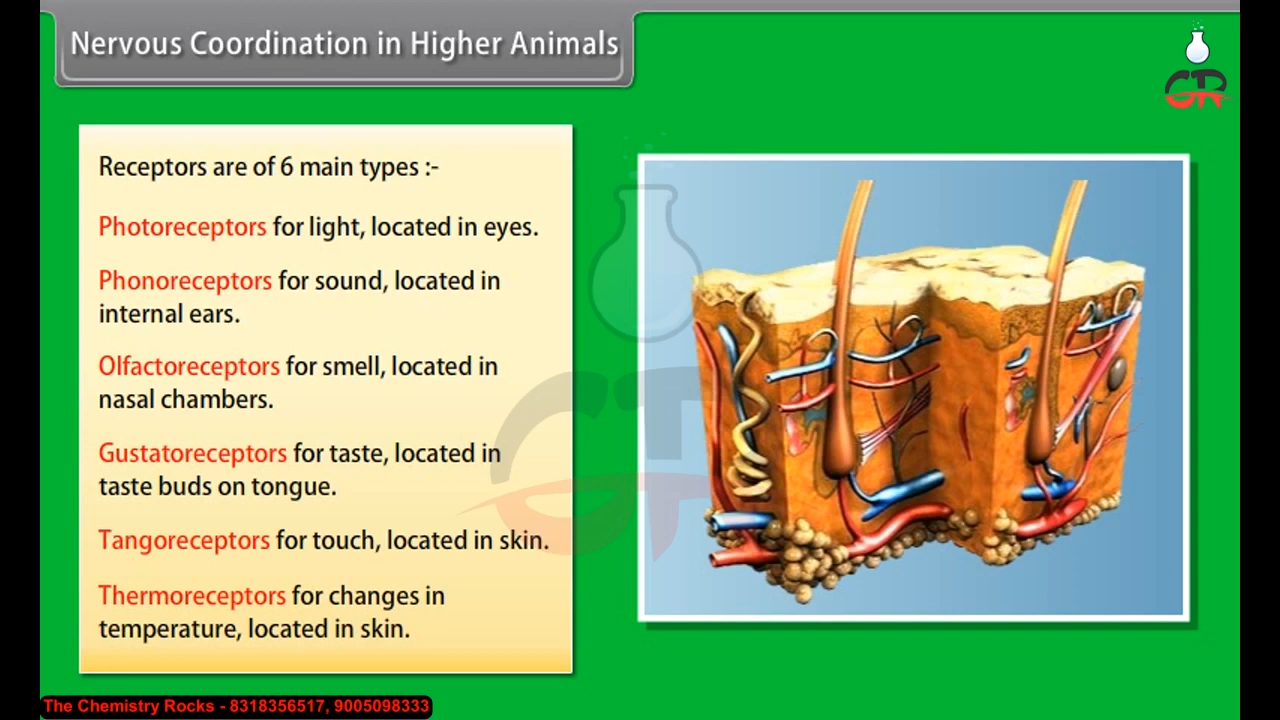 Nervous Coordination in Higher Animals
Receptors are of 6 main types :-
Photoreceptors for light, located in eyes.
Phonoreceptors for sound, located in
internal ears.
Olfactoreceptors for smell, located in
nasal chambers.
Gustatoreceptors for taste, located in
taste buds on tongue.
Tangoreceptors for touch, located in skin.
Thermoreceptors for changes in
temperature, located in skin.
The Chemistry Rocks - 8318356517, 9005098333